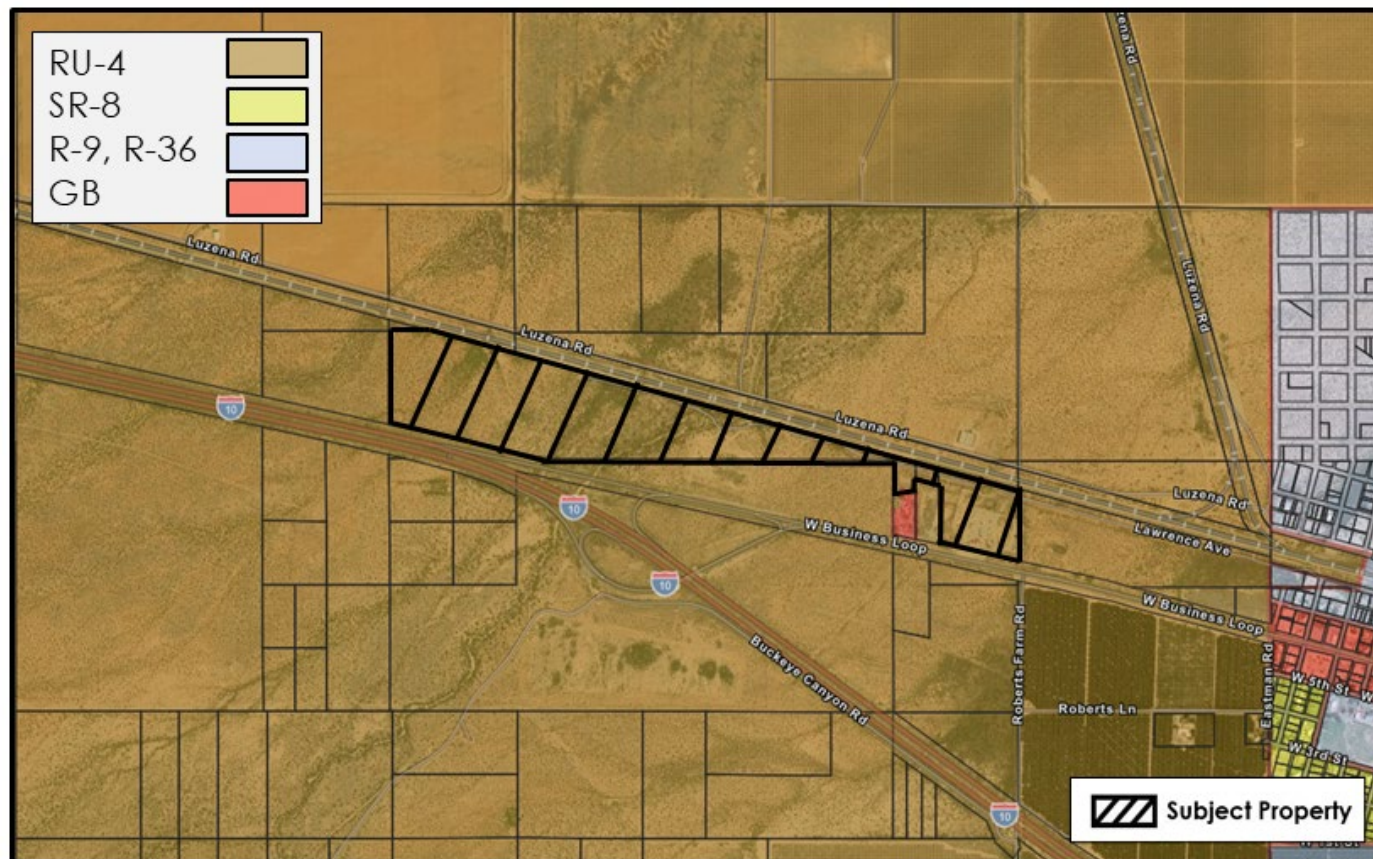 RU-4
SR-8
R-9, R-36
GB
Luzena Rd
Luzena Rd
Luzena Rd
Luzena Rd
Luzena Rd
Lawrence Ave
10
10
10
10
W Business Loop
W Business Loop
Buckeye Canyon Rd
Roberts Farm Rd
Roberts Ln
Eastman Rd
W 5th St
W
W 3rd St
W 1st St
Subject Property